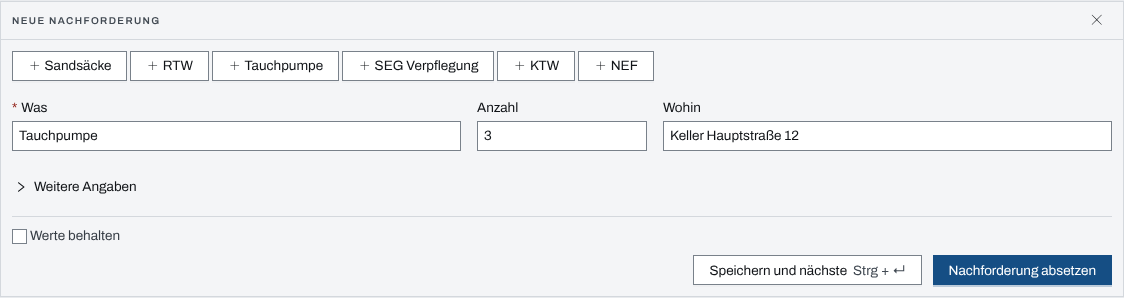 NEUE NACHFORDERUNG
+ Sandsäcke + RTW + Tauchpumpe + SEG Verpflegung + KTW + NEF
* Was Anzahl Wohin
Tauchpumpe 3 Keller Hauptstraße 12
Weitere Angaben
Werte behalten
Speichern und nächste Strg + ↵ Nachforderung absetzen